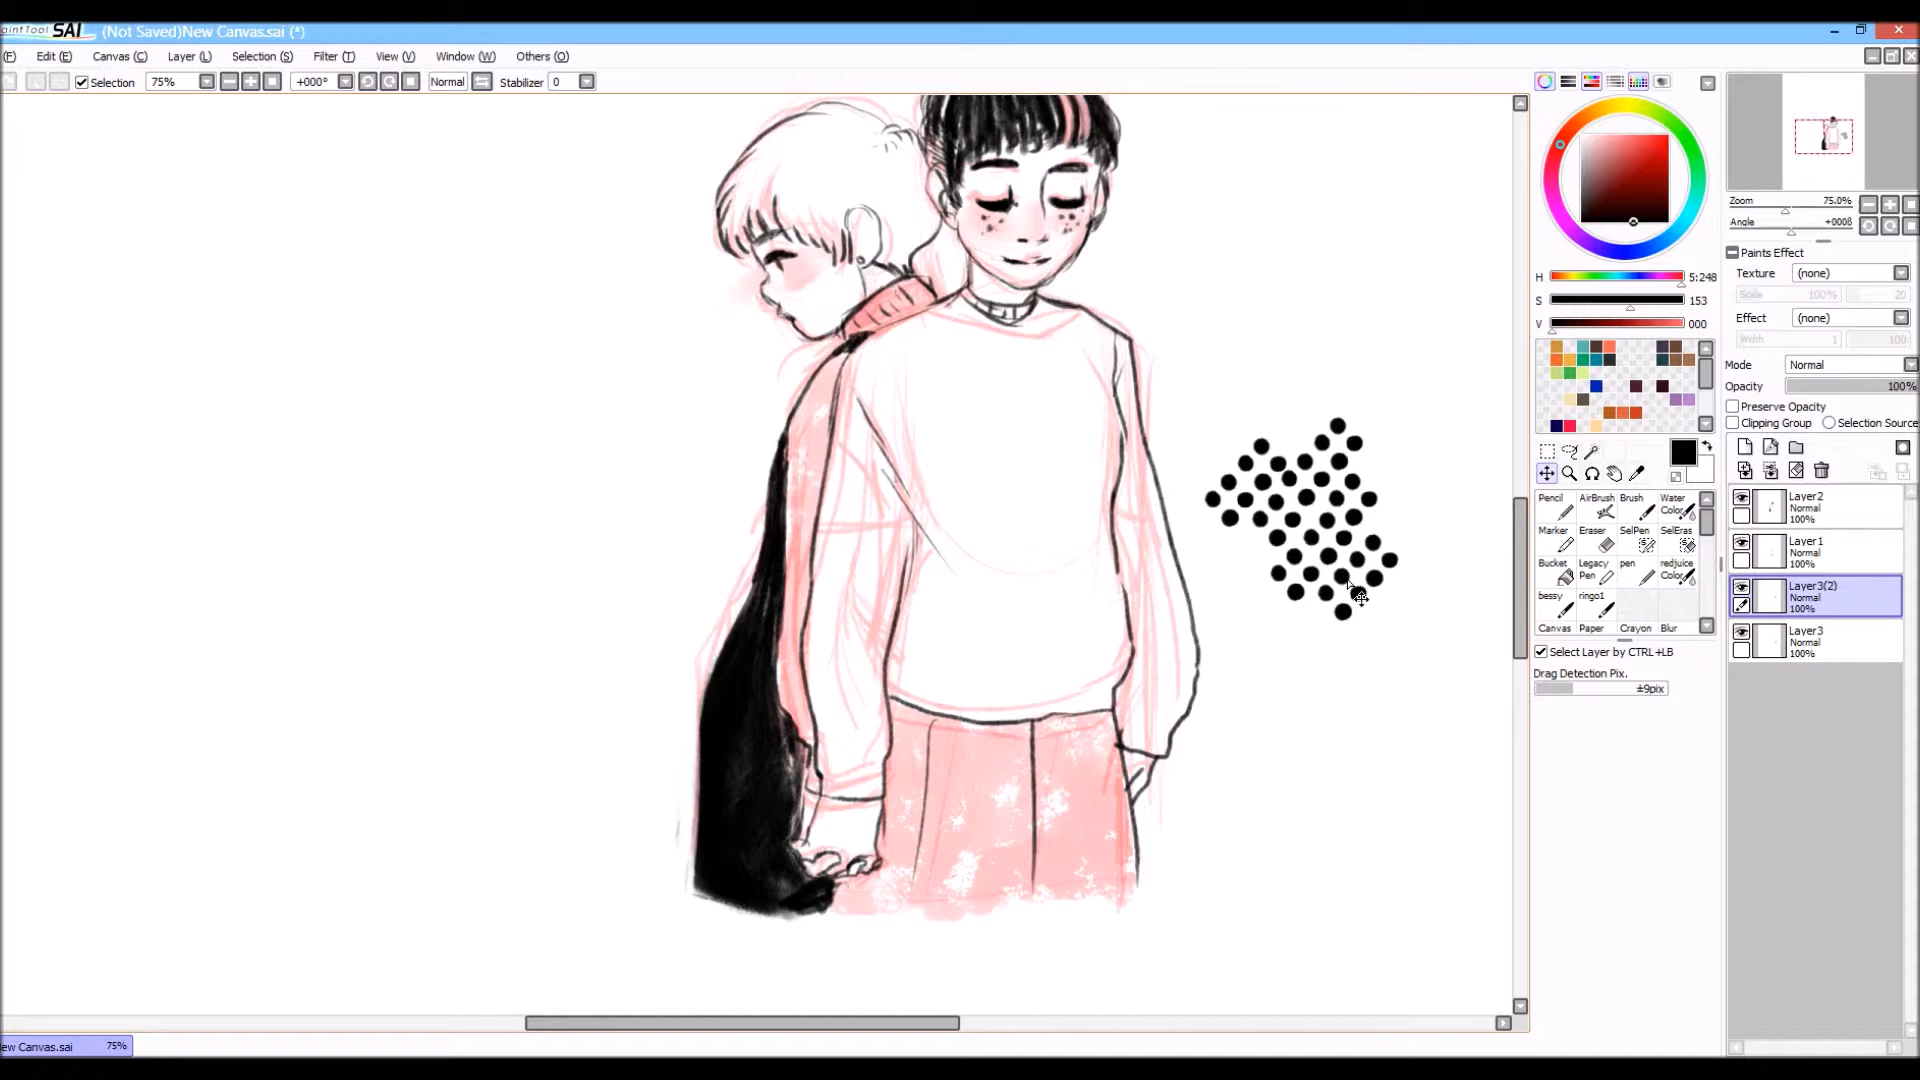 PaintTool SAI (Not Saved)New Canvas.sai (*)
(F) Edit (E) Canvas (C) Layer (L) Selection (S) Filter (T) View (V) Window (W) Others (O)
Selection 75% +000° Normal Stabilizer 0
Zoom 75.0%
Angle +000ß
Paints Effect
Texture (none)
Scale 100% 20
Effect (none)
Width 1 100
Mode Normal
Opacity 100%
Preserve Opacity
Clipping Group Selection Source
H 5:248
S 153
V 000
Pencil AirBrush Brush Water Color
Marker Eraser SelPen SelEras
Bucket Legacy Pen pen redjuice Color
bessy ringo1
Canvas Paper Crayon Blur
Select Layer by CTRL+LB
Drag Detection Pix.
±9pix
Layer2
Normal
100%
Layer1
Normal
100%
Layer3(2)
Normal
100%
Layer3
Normal
100%
ew Canvas.sai 75%